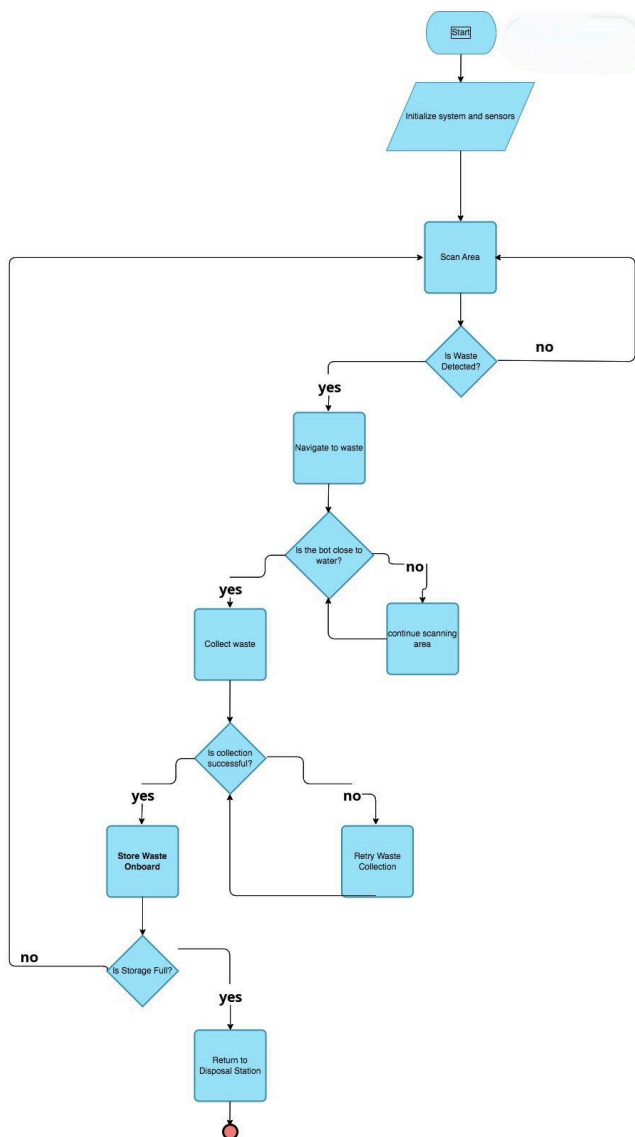 Start
Initialize system and sensors
Scan Area
Is Waste
Detected?
no
yes
Navigate to waste
Is the bot close to
water?
no
yes
Collect waste
continue scanning
area
Is collection
successful?
yes
no
Store Waste
Onboard
Retry Waste
Collection
no
Is Storage Full?
yes
Return to
Disposal Station